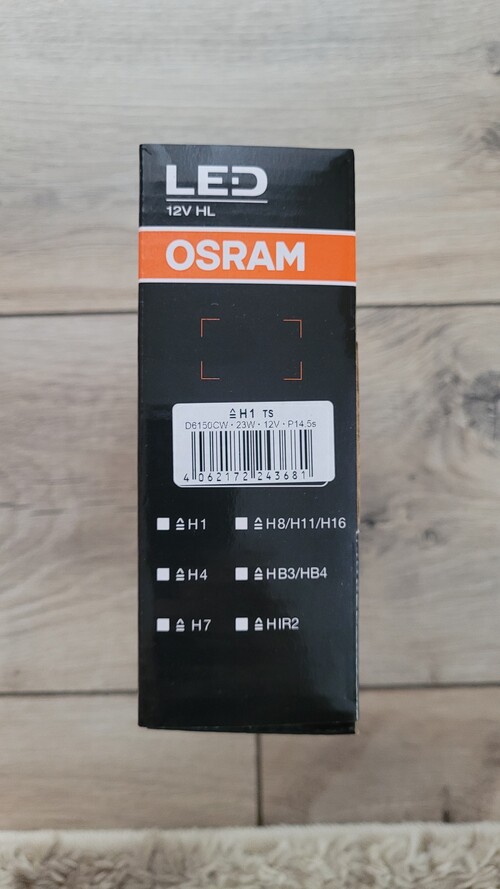 LED
12V HL
OSRAM
≙ H1 TS
D6150CW · 23W · 12V · P14.5s
4 062172 243681
≙ H1
≙ H8/H11/H16
≙ H4
≙ HB3/HB4
≙ H7
≙ HIR2